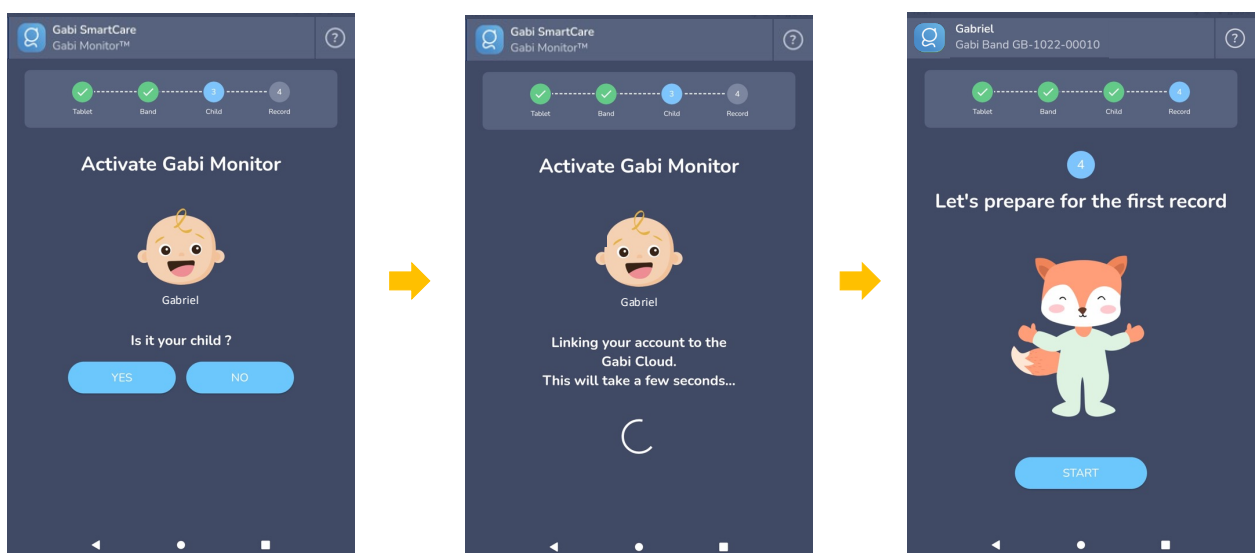 Gabi SmartCare
Gabi Monitor™
?
3
4
Tablet Band Child Record
Activate Gabi Monitor
Gabriel
Is it your child ?
YES NO
Gabi SmartCare
Gabi Monitor™
?
3
4
Tablet Band Child Record
Activate Gabi Monitor
Gabriel
Linking your account to the
Gabi Cloud.
This will take a few seconds...
Gabriel
Gabi Band GB-1022-00010
?
4
Tablet Band Child Record
4
Let's prepare for the first record
START